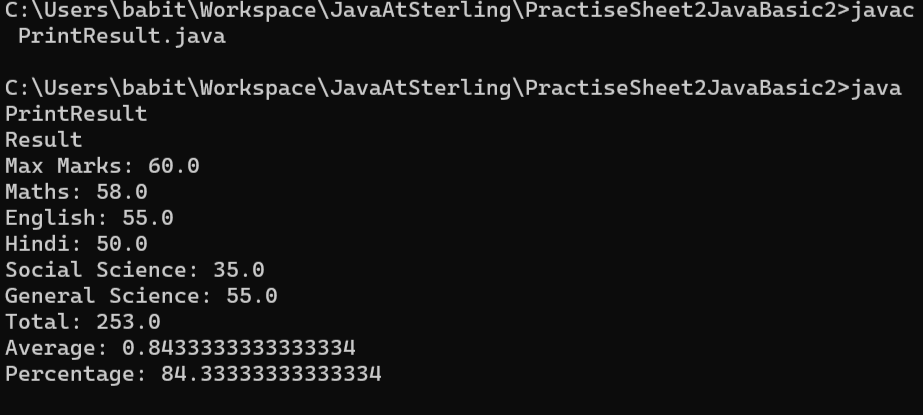 C:\Users\babit\Workspace\JavaAtSterling\PractiseSheet2JavaBasic2>javac
 PrintResult.java
C:\Users\babit\Workspace\JavaAtSterling\PractiseSheet2JavaBasic2>java
PrintResult
Result
Max Marks: 60.0
Maths: 58.0
English: 55.0
Hindi: 50.0
Social Science: 35.0
General Science: 55.0
Total: 253.0
Average: 0.8433333333333334
Percentage: 84.33333333333334